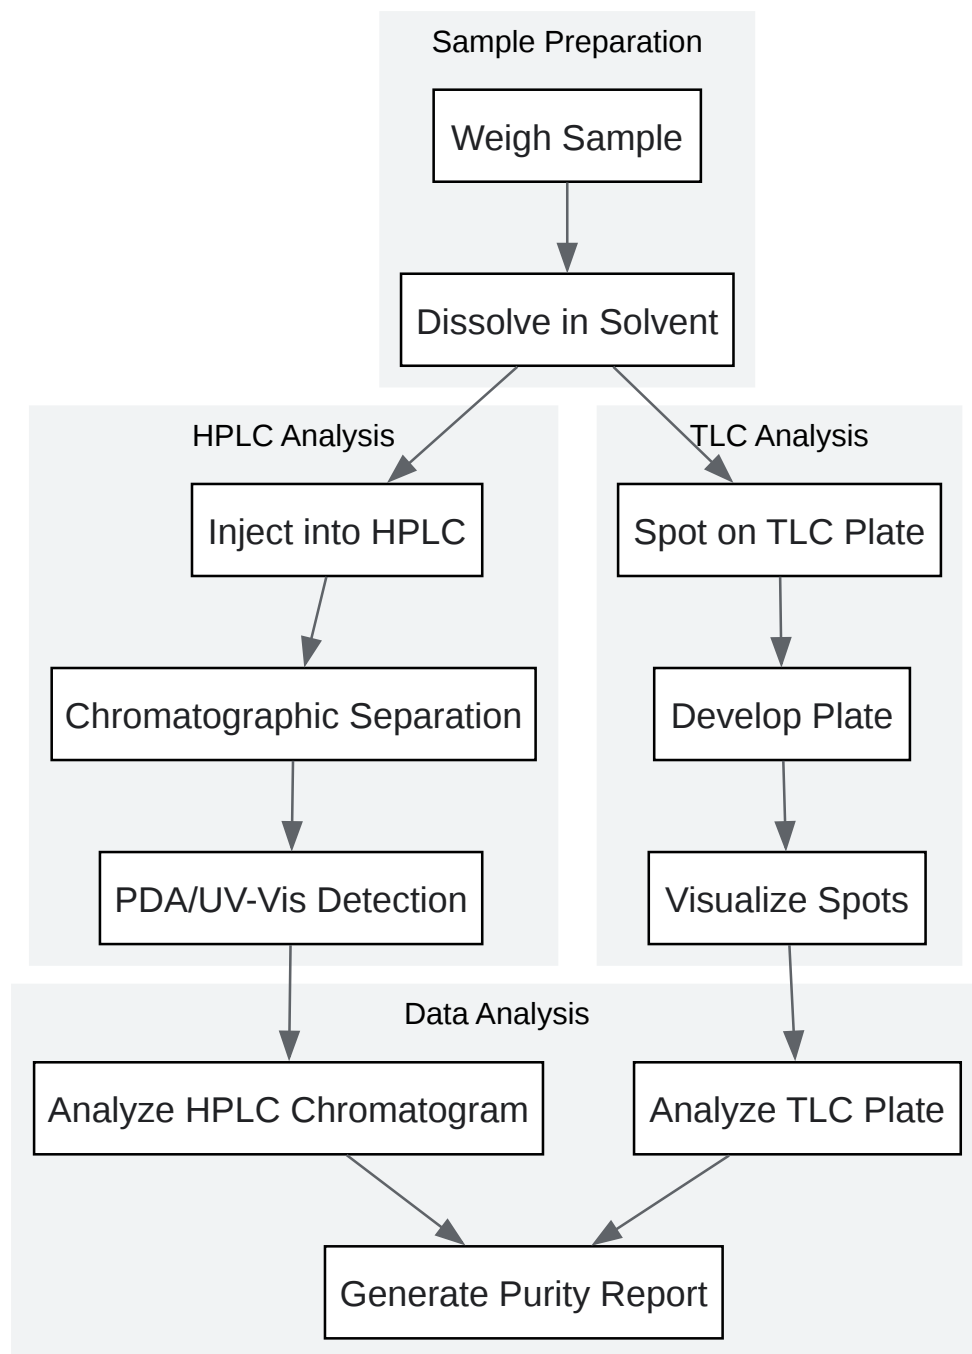 Sample Preparation
Weigh Sample
Dissolve in Solvent
HPLC Analysis
TLC Analysis
Inject into HPLC
Spot on TLC Plate
Chromatographic Separation
Develop Plate
PDA/UV-Vis Detection
Visualize Spots
Data Analysis
Analyze HPLC Chromatogram
Analyze TLC Plate
Generate Purity Report